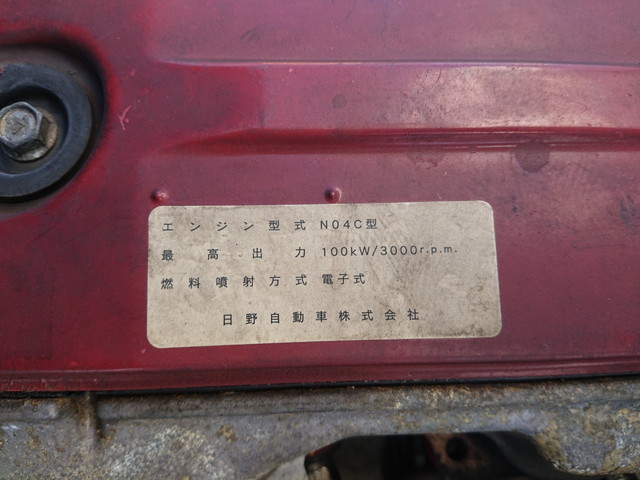 エンジン型式 N04C型
最高出力 100kW/3000r.p.m.
燃料噴射方式 電子式
日野自動車株式会社